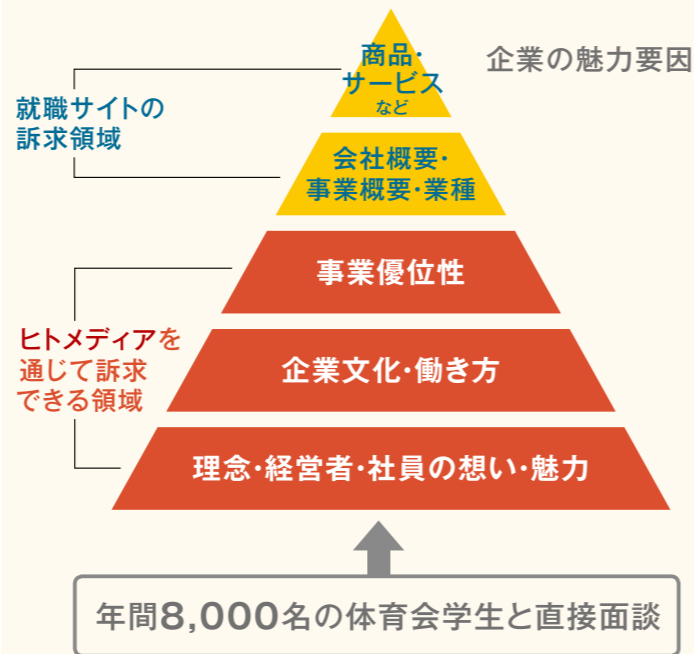 企業の魅力要因
商品・
サービス
など
就職サイトの
訴求領域
会社概要・
事業概要・業種
事業優位性
ヒトメディアを
通じて訴求
できる領域
企業文化・働き方
理念・経営者・社員の想い・魅力
年間8,000名の体育会学生と直接面談